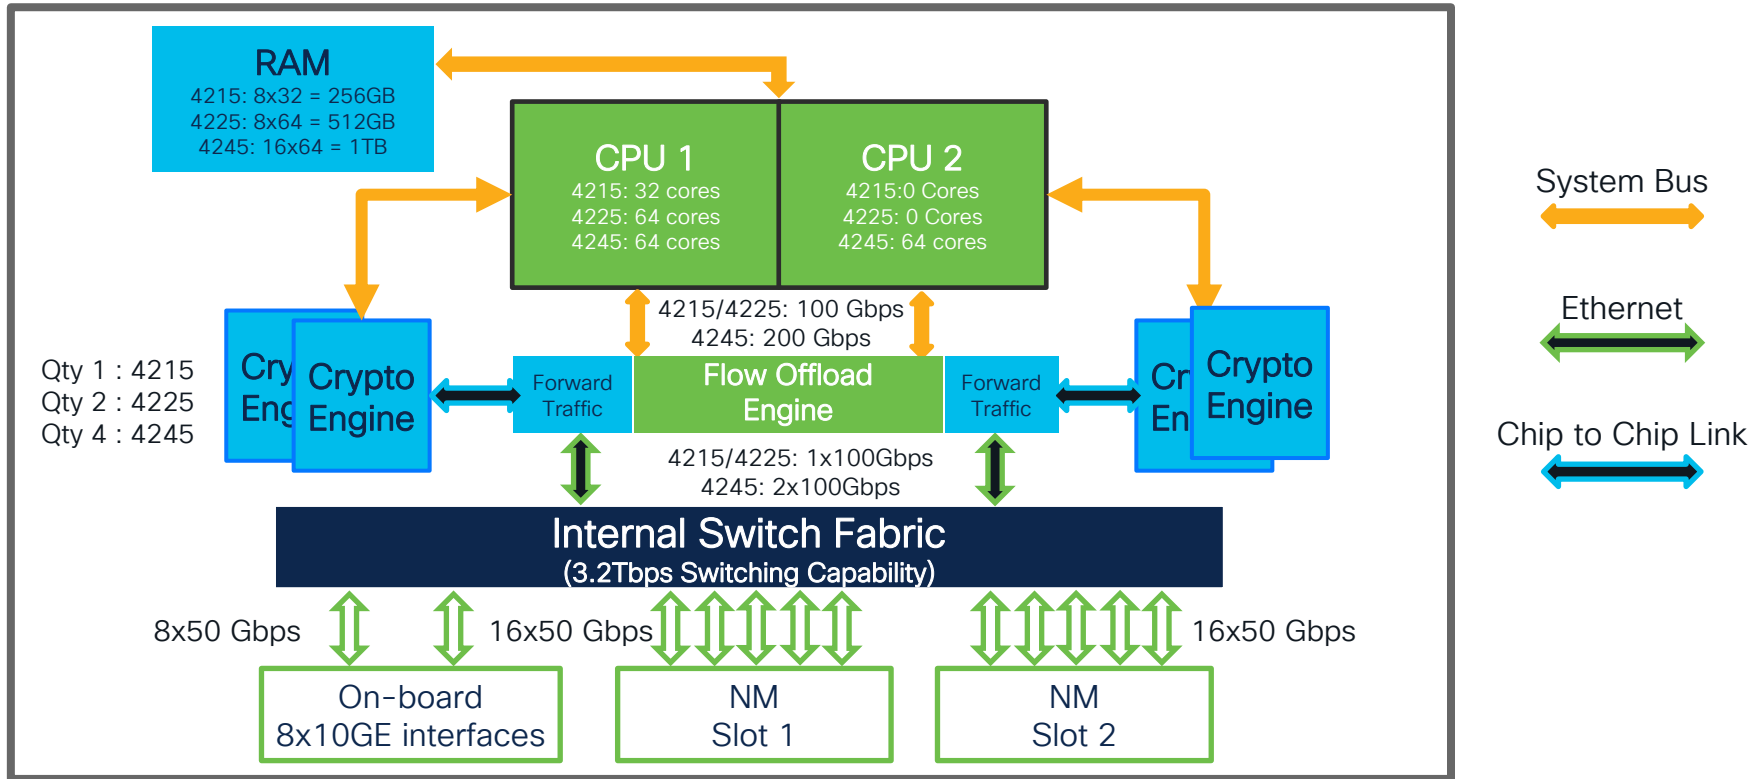 RAM
4215: 8x32 = 256GB
4225: 8x64 = 512GB
4245: 16x64 = 1TB
CPU 1
4215: 32 cores
4225: 64 cores
4245: 64 cores
CPU 2
4215:0 Cores
4225: 0 Cores
4245: 64 cores
System Bus
Ethernet
Chip to Chip Link
4215/4225: 100 Gbps
4245: 200 Gbps
Qty 1 : 4215
Qty 2 : 4225
Qty 4 : 4245
Cry
Eng
Crypto
Engine
Forward
Traffic
Flow Offload
Engine
Forward
Traffic
Cr
En
Crypto
Engine
4215/4225: 1x100Gbps
4245: 2x100Gbps
Internal Switch Fabric
(3.2Tbps Switching Capability)
8x50 Gbps
16x50 Gbps
16x50 Gbps
On-board
8x10GE interfaces
NM
Slot 1
NM
Slot 2